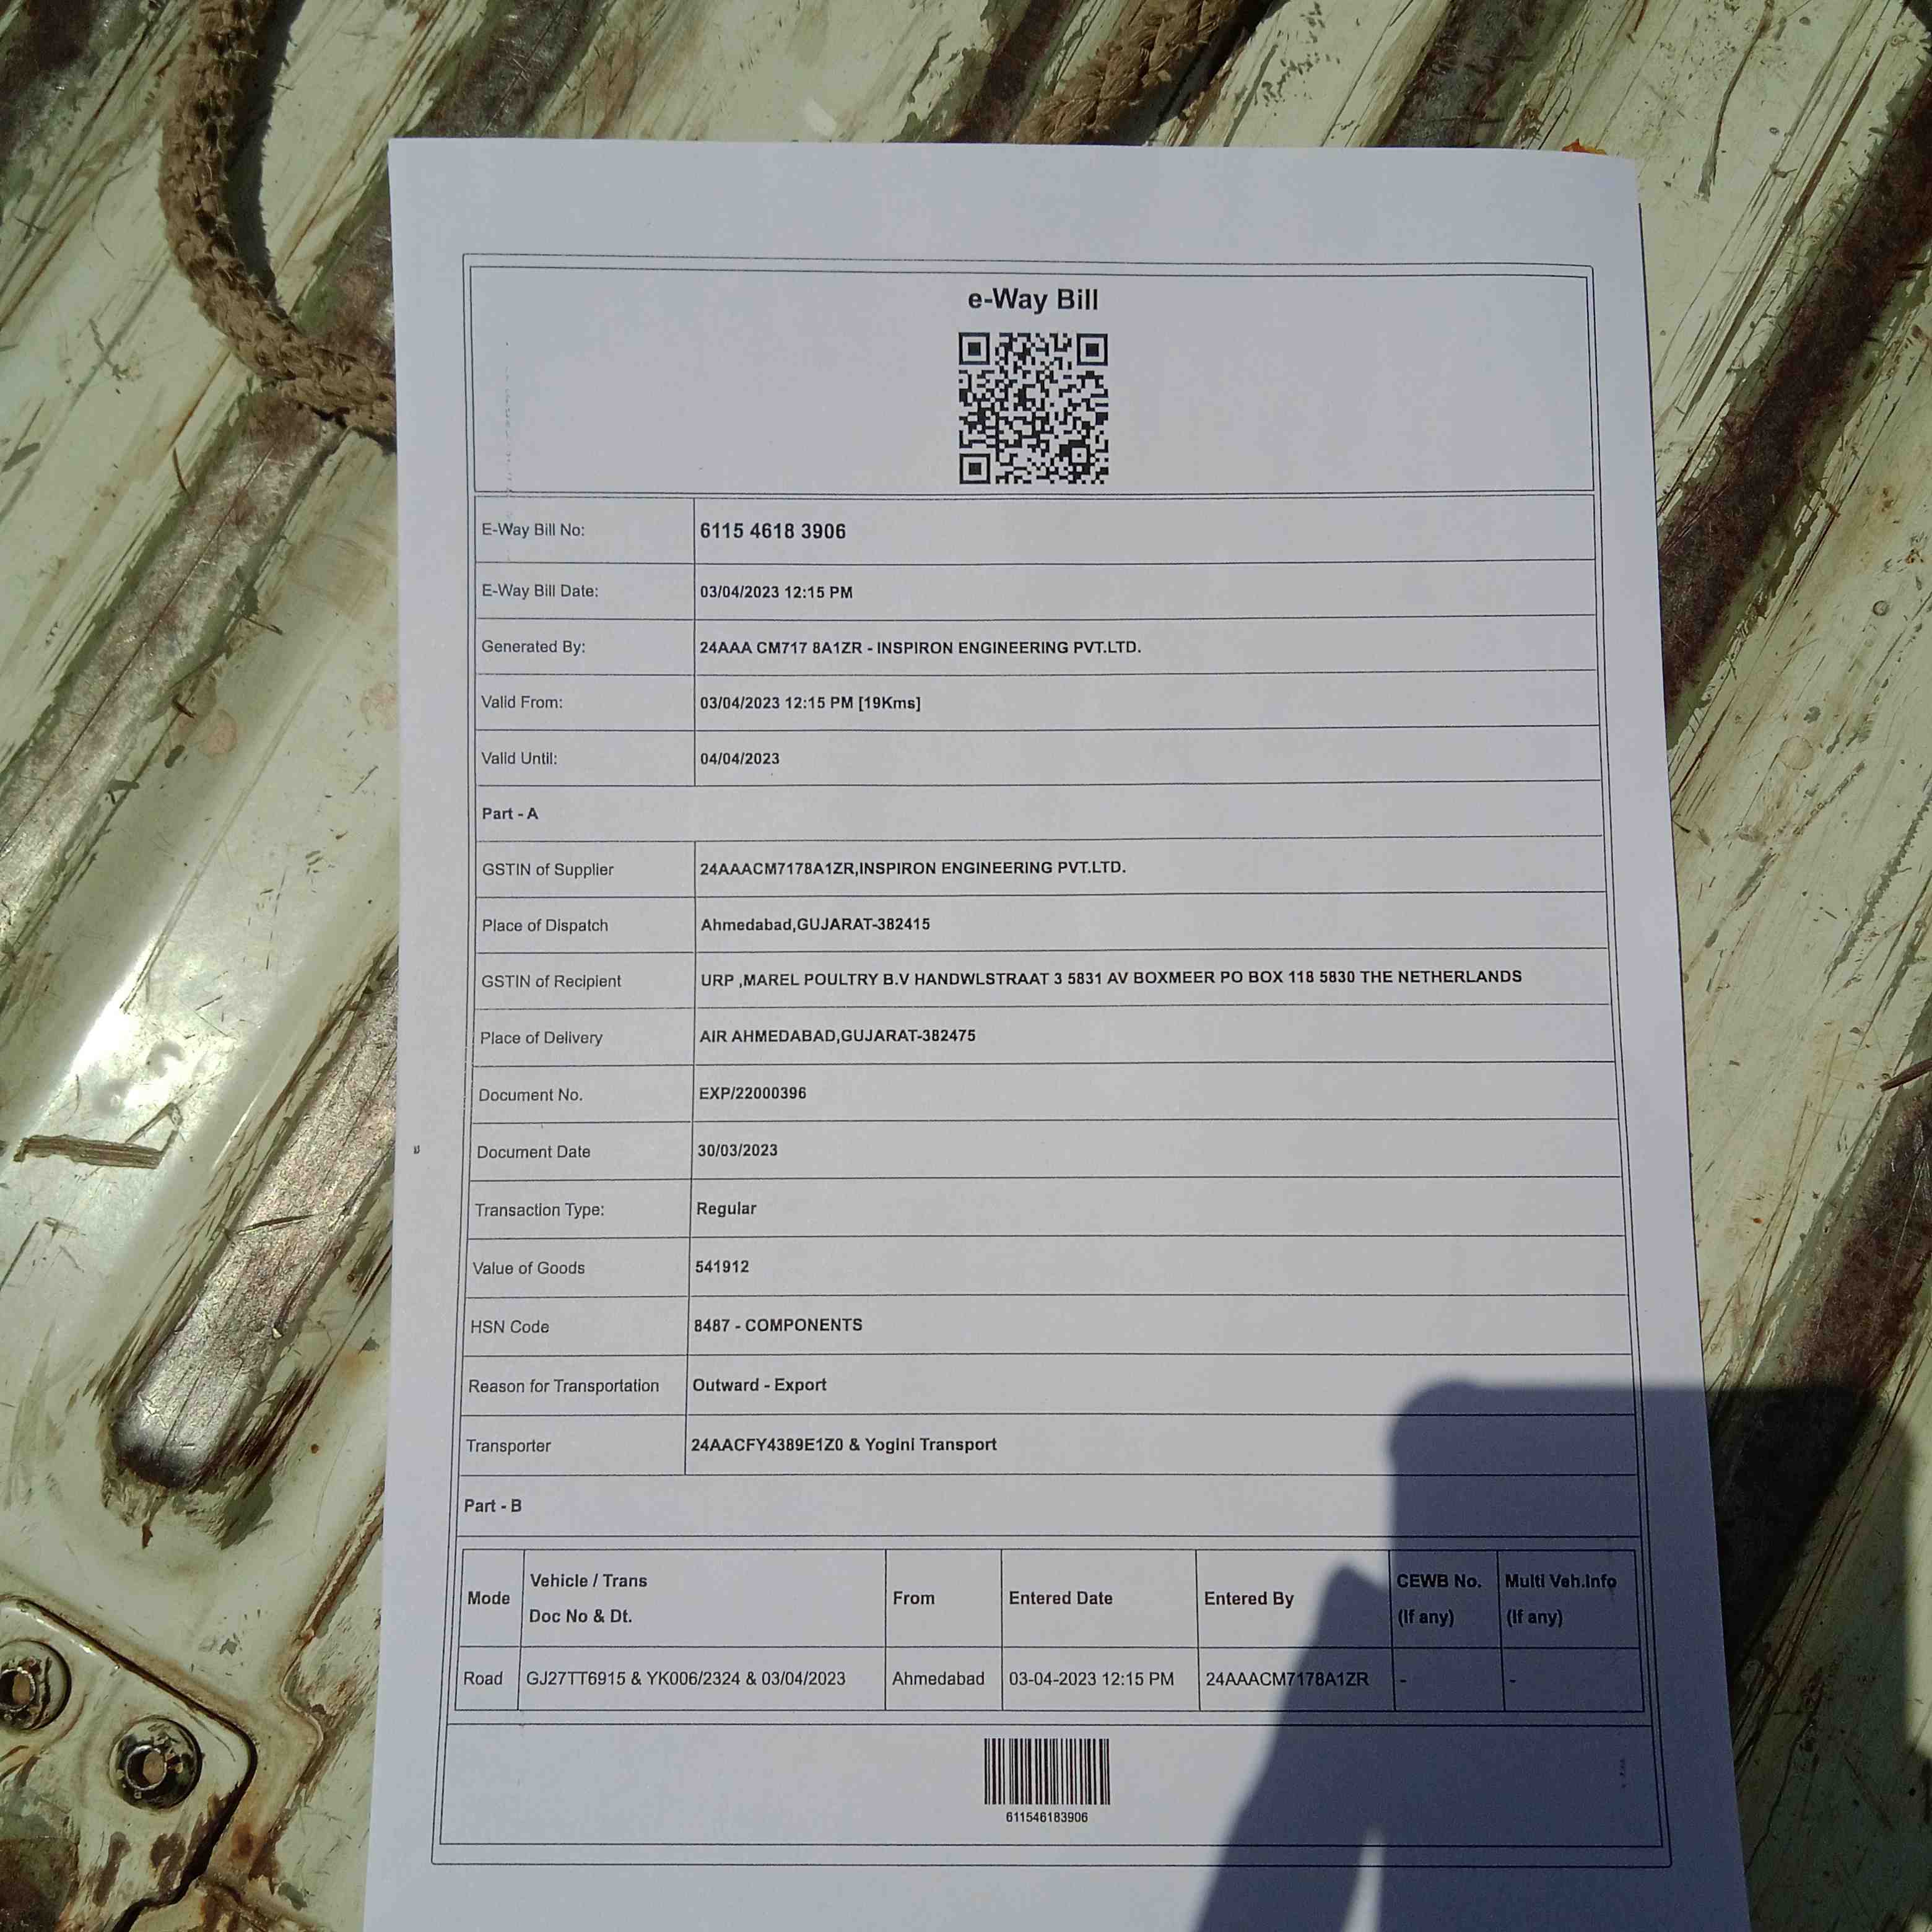 e-Way Bill
E-Way Bill No: 6115 4618 3906
E-Way Bill Date: 03/04/2023 12:15 PM
Generated By: 24AAA CM717 8A1ZR - INSPIRON ENGINEERING PVT.LTD.
Valid From: 03/04/2023 12:15 PM [19Kms]
Valid Until: 04/04/2023
Part - A
GSTIN of Supplier 24AAACM7178A1ZR,INSPIRON ENGINEERING PVT.LTD.
Place of Dispatch Ahmedabad,GUJARAT-382415
GSTIN of Recipient URP ,MAREL POULTRY B.V HANDWLSTRAAT 3 5831 AV BOXMEER PO BOX 118 5830 THE NETHERLANDS
Place of Delivery AIR AHMEDABAD,GUJARAT-382475
Document No. EXP/22000396
Document Date 30/03/2023
Transaction Type: Regular
Value of Goods 541912
HSN Code 8487 - COMPONENTS
Reason for Transportation Outward - Export
Transporter 24AACFY4389E1Z0 & Yogini Transport
Part - B
Mode Vehicle / Trans Doc No & Dt. From Entered Date Entered By CEWB No. (If any) Multi Veh.Info (If any)
Road GJ27TT6915 & YK006/2324 & 03/04/2023 Ahmedabad 03-04-2023 12:15 PM 24AAACM7178A1ZR - -
611546183906